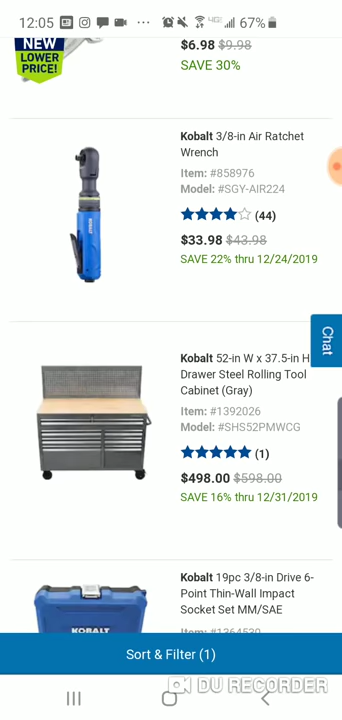 12:05
4G
67%
NEW
LOWER
PRICE!
$6.98 $9.98
SAVE 30%
Kobalt 3/8-in Air Ratchet
Wrench
Item: #858976
Model: #SGY-AIR224
(44)
$33.98 $43.98
SAVE 22% thru 12/24/2019
KOBALT
Chat
Kobalt 52-in W x 37.5-in H
Drawer Steel Rolling Tool
Cabinet (Gray)
Item: #1392026
Model: #SHS52PMWCG
(1)
$498.00 $598.00
SAVE 16% thru 12/31/2019
Kobalt 19pc 3/8-in Drive 6-
Point Thin-Wall Impact
Socket Set MM/SAE
Item: #1364530
KOBALT
Sort & Filter (1)
DU RECORDER